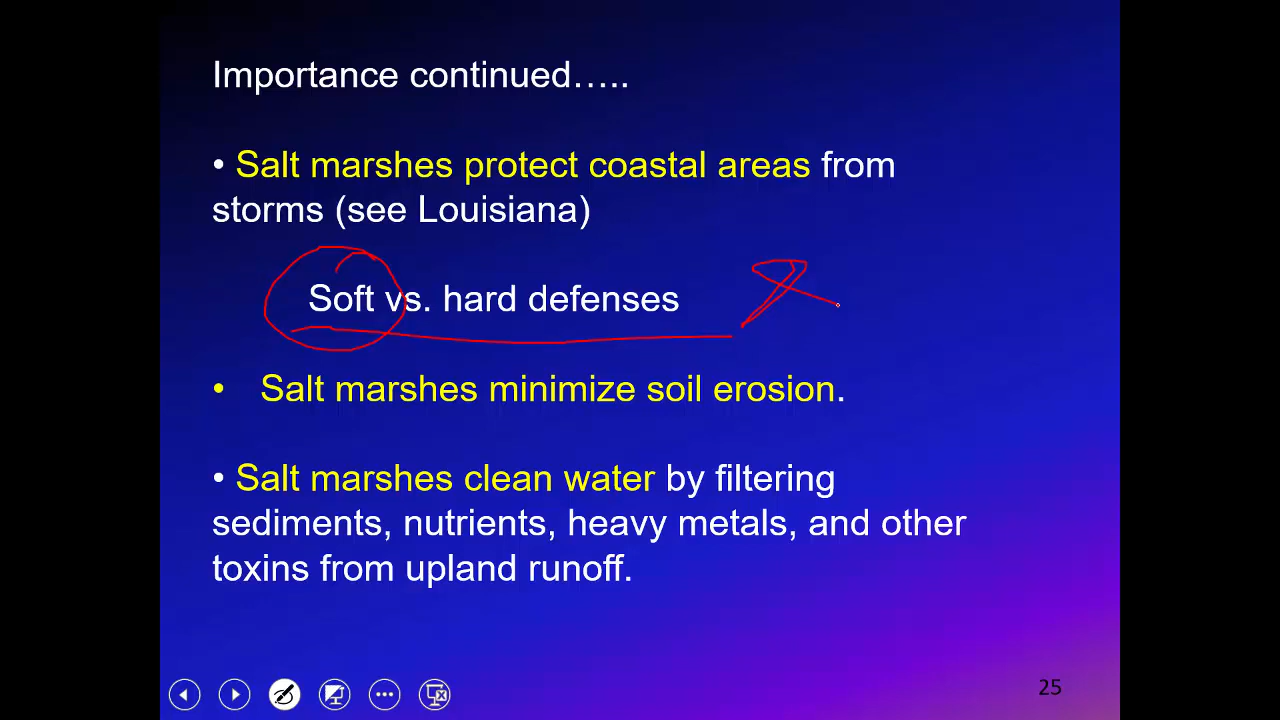 Importance continued…..
• Salt marshes protect coastal areas from
storms (see Louisiana)
Soft vs. hard defenses
• Salt marshes minimize soil erosion.
• Salt marshes clean water by filtering
sediments, nutrients, heavy metals, and other
toxins from upland runoff.
25